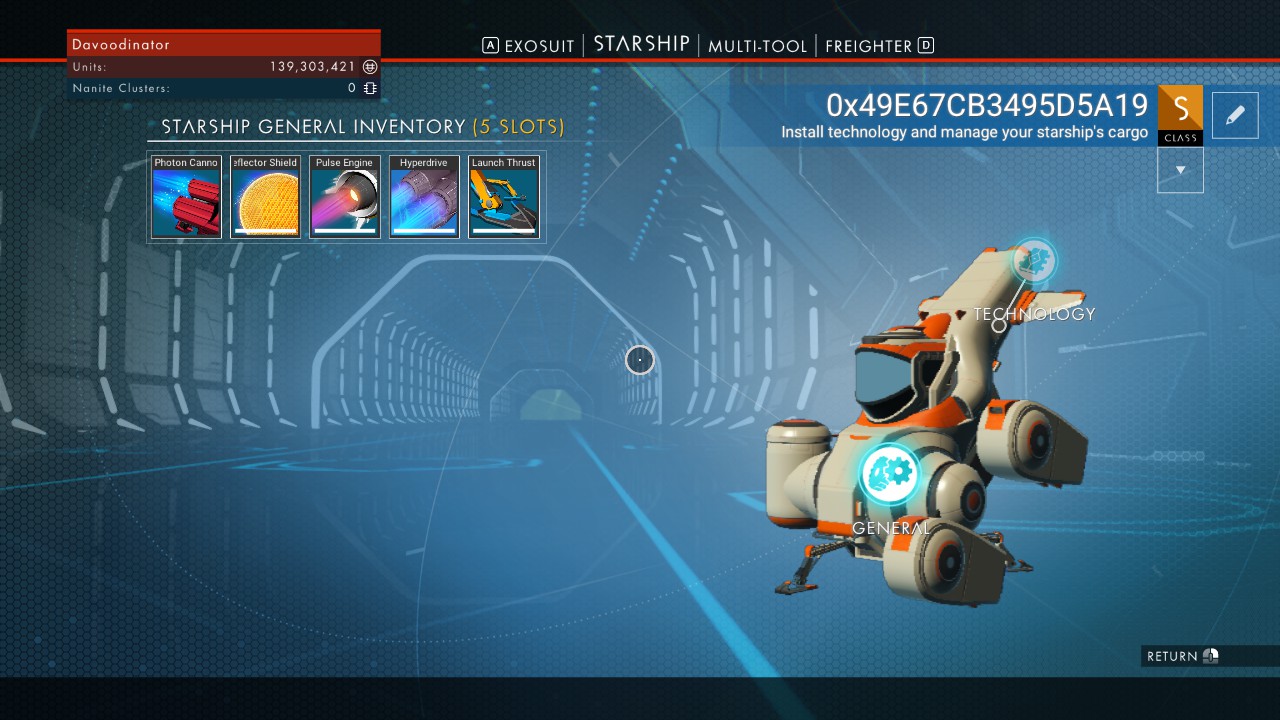 Davoodinator
Units: 139,303,421
Nanite Clusters: 0
A EXOSUIT STARSHIP MULTI-TOOL FREIGHTER D
0x49E67CB3495D5A19
Install technology and manage your starship's cargo
S
CLASS
STARSHIP GENERAL INVENTORY (5 SLOTS)
Photon Canno eflector Shield Pulse Engine Hyperdrive Launch Thrust
TECHNOLOGY
GENERAL
RETURN